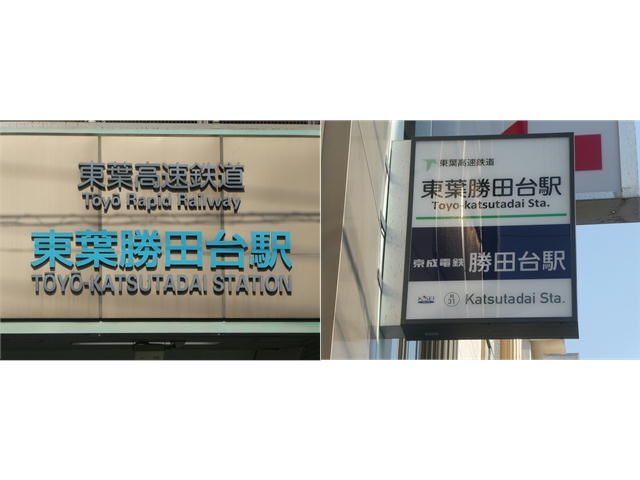 東葉高速鉄道
Tōyō Rapid Railway
東葉勝田台駅
TŌYŌ-KATSUTADAI STATION
東葉高速鉄道
東葉勝田台駅
Toyo-katsutadai Sta.
京成電鉄 勝田台駅
Katsutadai Sta.